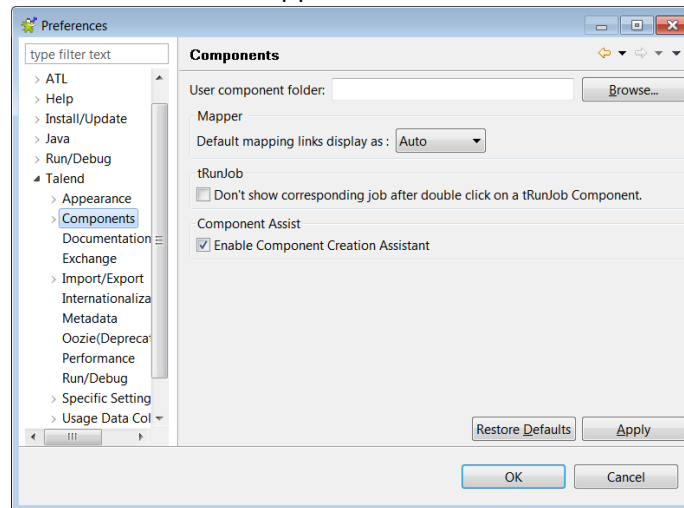 Preferences
type filter text
Components
ATL
Help
Install/Update
Java
Run/Debug
Talend
Appearance
Components
Documentation
Exchange
Import/Export
Internationaliza
Metadata
Oozie(Deprecat
Performance
Run/Debug
Specific Setting
Usage Data Col
User component folder:
Browse...
Mapper
Default mapping links display as :
Auto
tRunJob
Don't show corresponding job after double click on a tRunJob Component.
Component Assist
Enable Component Creation Assistant
Restore Defaults
Apply
OK
Cancel